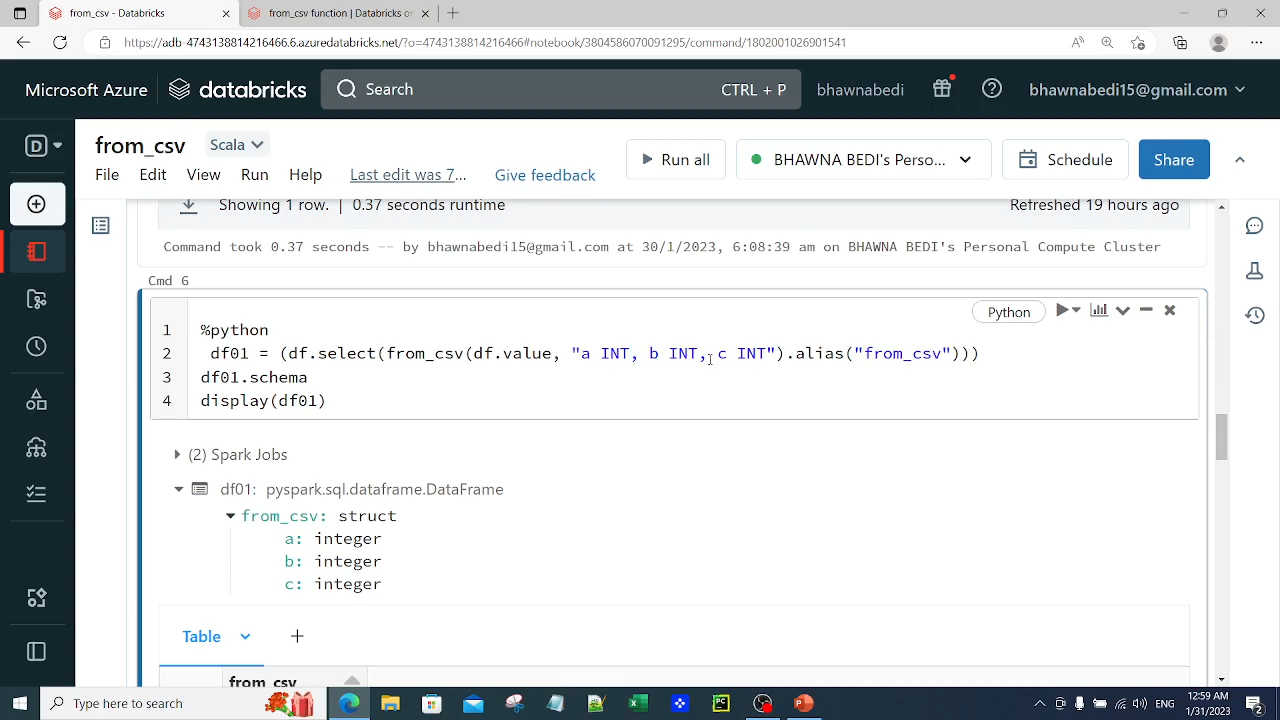 from_csv - Databricks
from_csv function | Databricks or
https://adb-4743138814216466.6.azuredatabricks.net/?o=4743138814216466#notebook/3804586070091295/command/1802001026901541
Microsoft Azure
databricks
Search
CTRL + P
bhawnabedi
bhawnabedi15@gmail.com
D
from_csv
Scala
Run all
BHAWNA BEDI's Perso...
Schedule
Share
File
Edit
View
Run
Help
Last edit was 7...
Give feedback
Showing 1 row. | 0.37 seconds runtime
Refreshed 19 hours ago
Command took 0.37 seconds -- by bhawnabedi15@gmail.com at 30/1/2023, 6:08:39 am on BHAWNA BEDI's Personal Compute Cluster
Cmd 6
Python
1 %python
2 df01 = (df.select(from_csv(df.value, "a INT, b INT, c INT").alias("from_csv")))
3 df01.schema
4 display(df01)
(2) Spark Jobs
df01: pyspark.sql.dataframe.DataFrame
from_csv: struct
a: integer
b: integer
c: integer
Table
+
from_csv
Type here to search
ENG
12:59 AM
1/31/2023
2